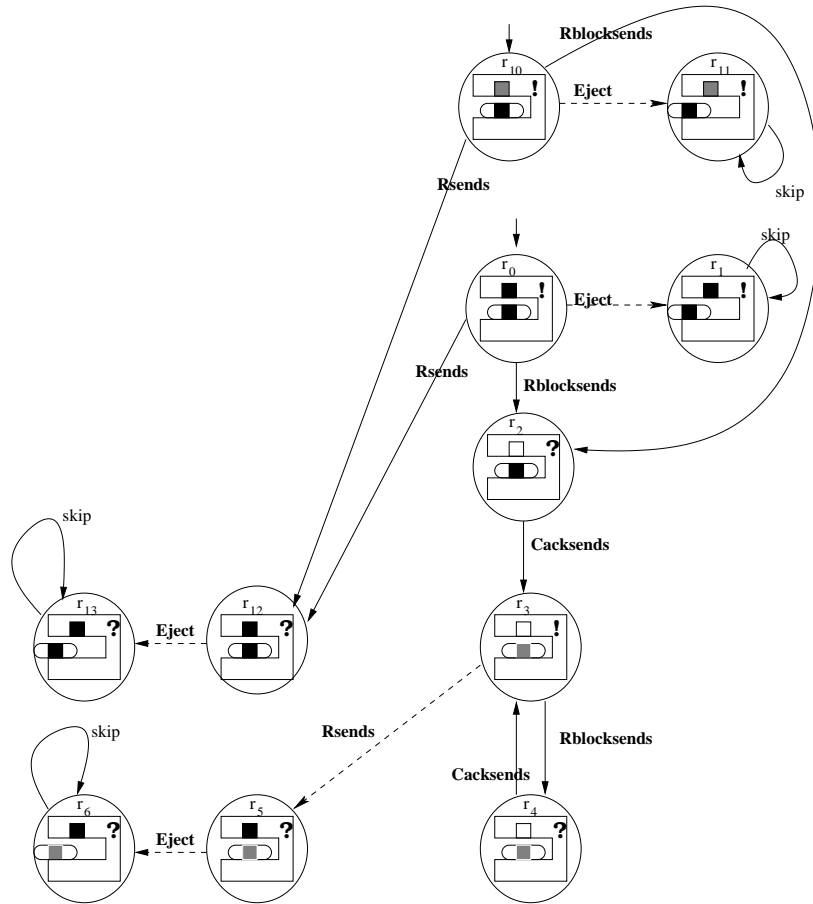 Rblocksends
r10
!
r11
!
Eject
Rsends
skip
skip
r0
!
r1
!
Eject
Rsends
Rblocksends
r2
?
skip
Cacksends
r13
?
r12
?
r3
!
Eject
Rsends
Rblocksends
skip
Cacksends
r6
?
r5
?
r4
?
Eject